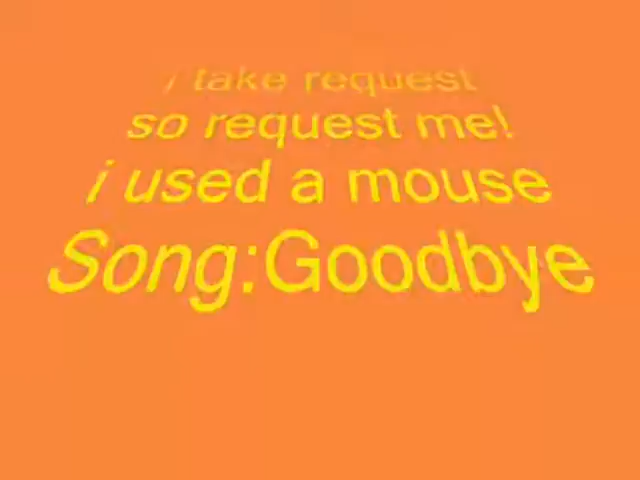 i take request
so request me!
i used a mouse
Song:Goodbye